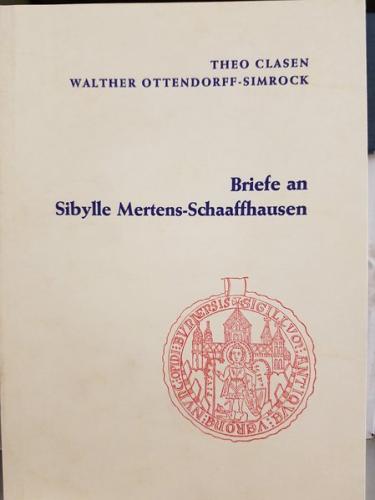 THEO CLASEN
WALTHER OTTENDORFF-SIMROCK
Briefe an
Sibylle Mertens-Schaaffhausen